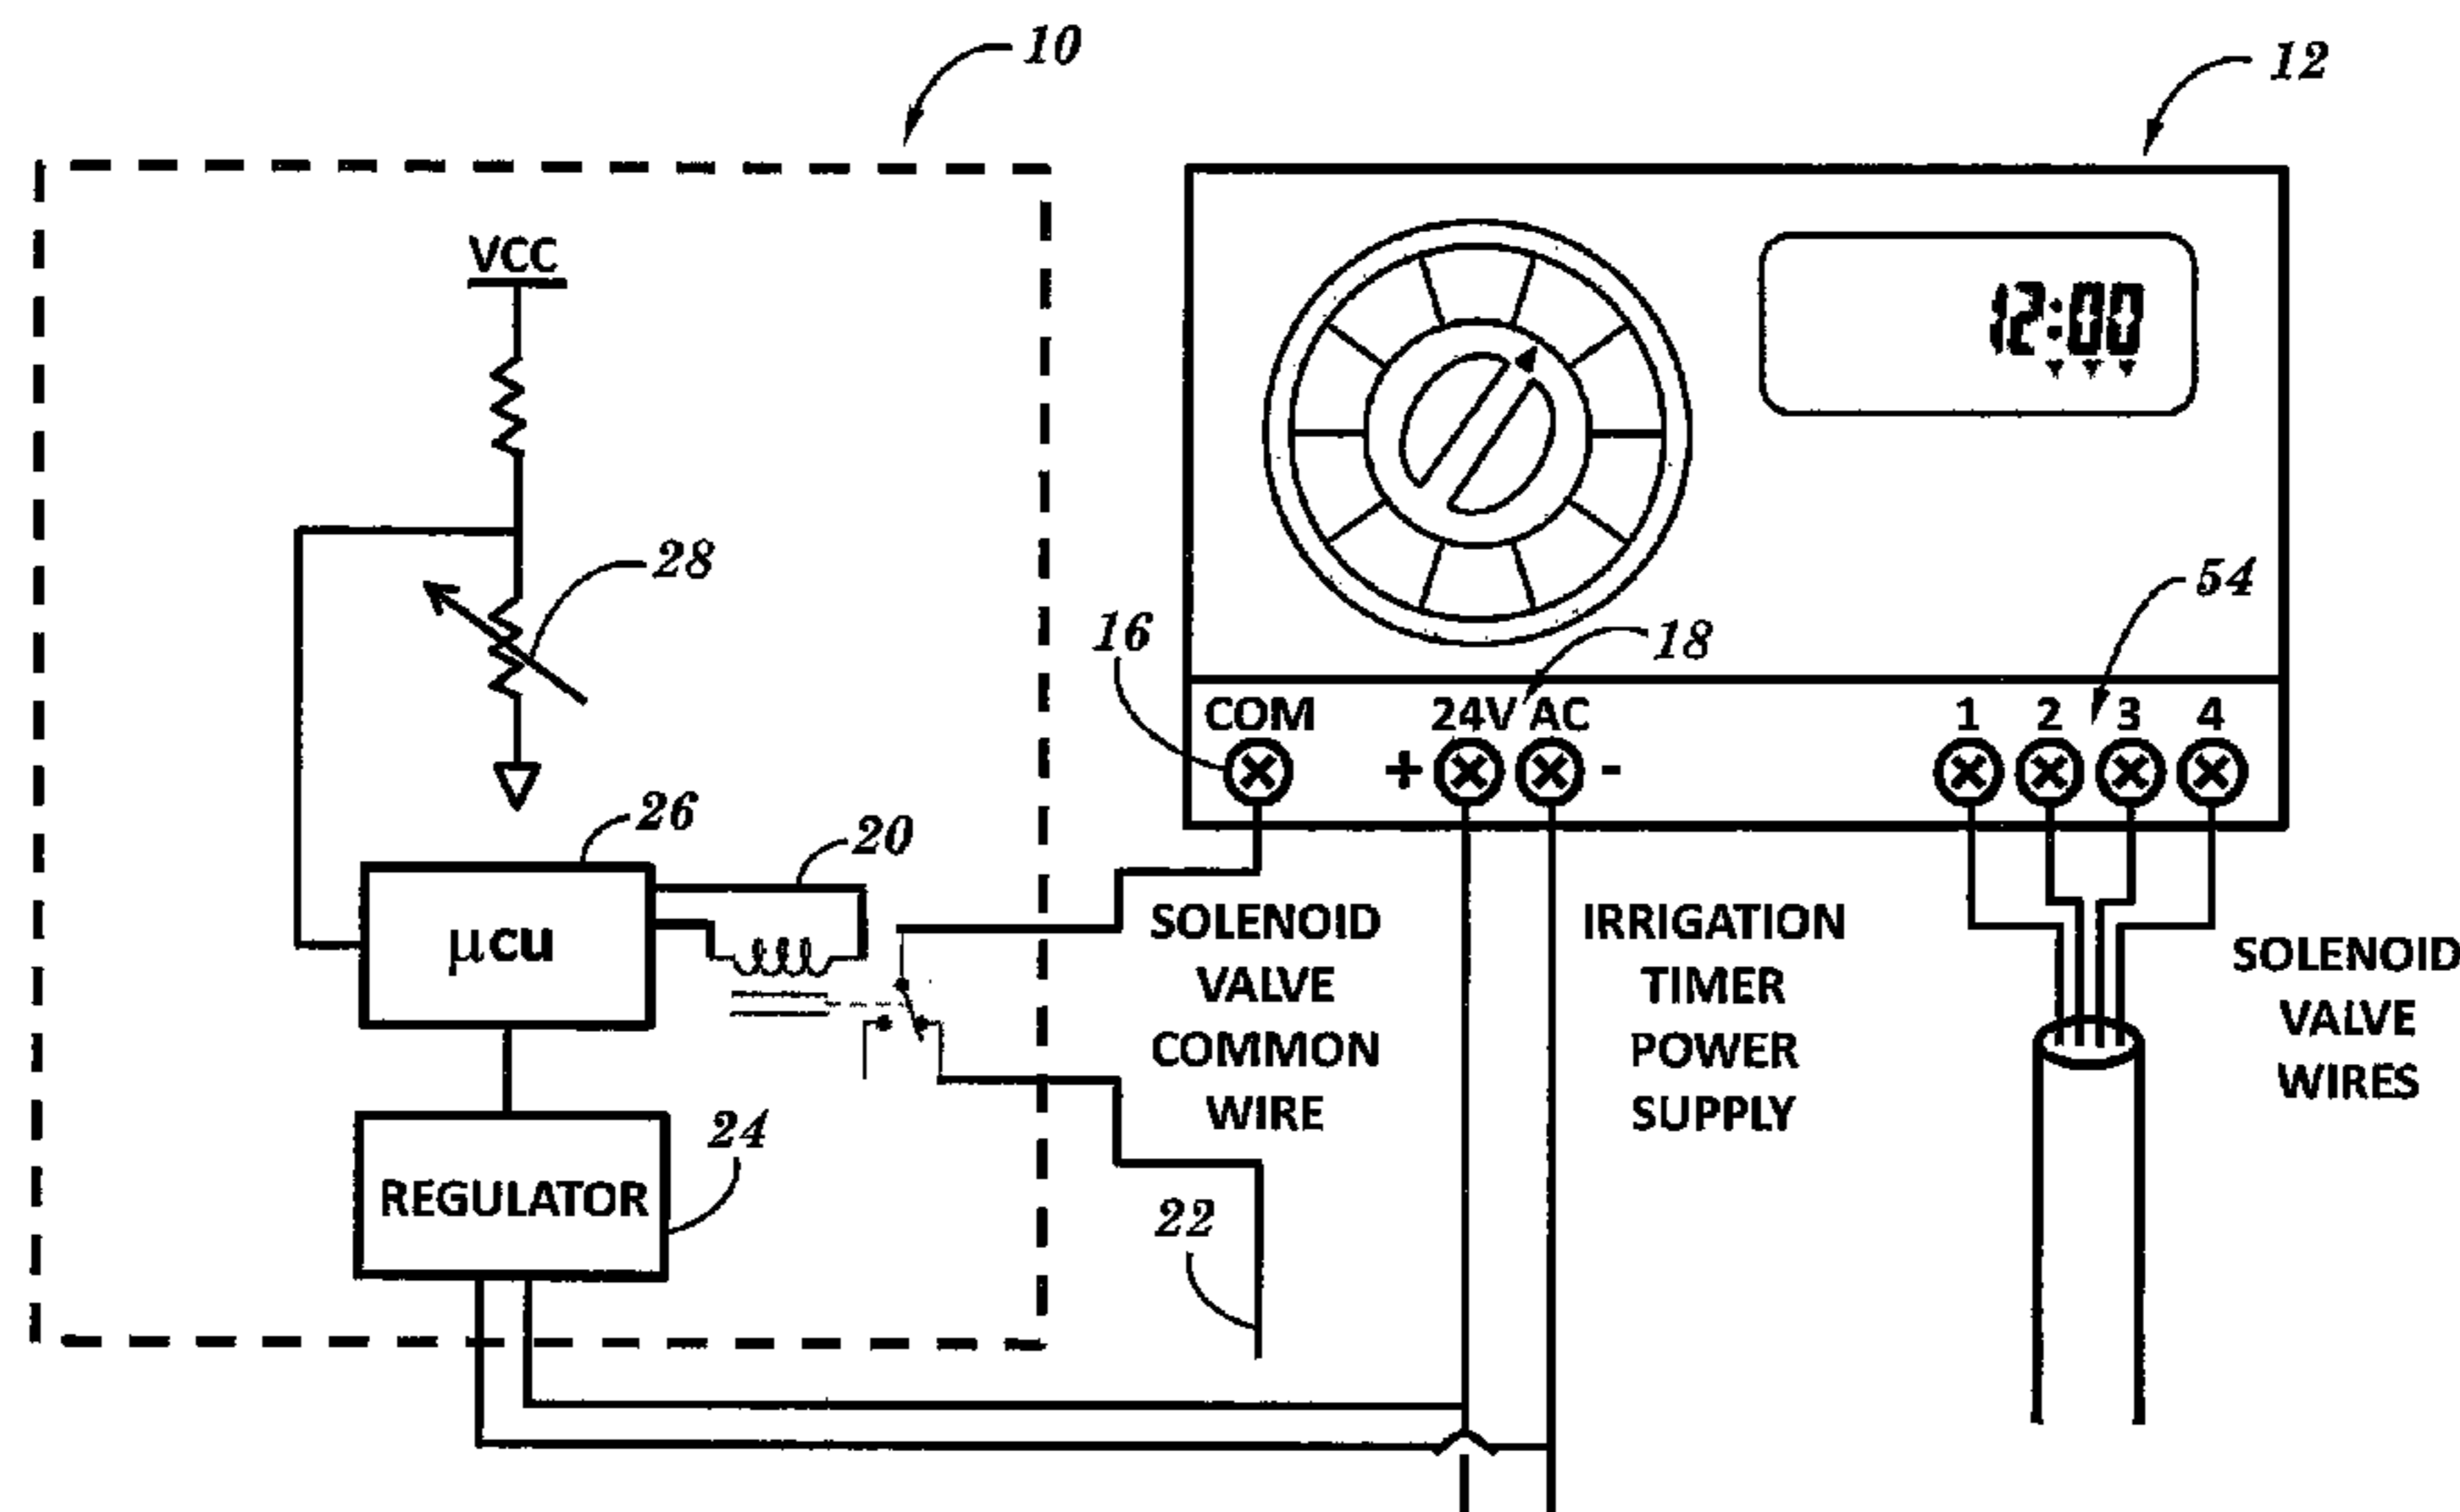 10
12
VCC
12:00
28
54
16
18
COM
24V AC
1 2 3 4
+
-
26
20
µcu
SOLENOID
VALVE
COMMON
WIRE
IRRIGATION
TIMER
POWER
SUPPLY
SOLENOID
VALVE
WIRES
24
REGULATOR
22